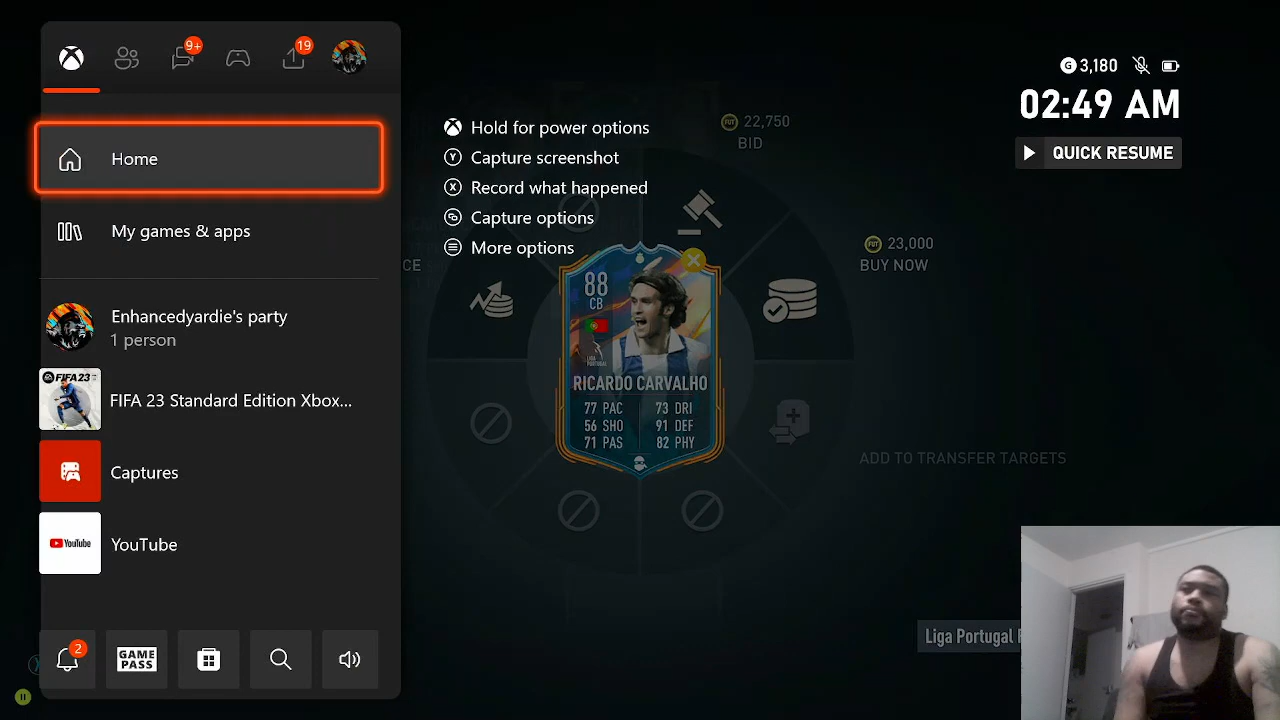 9+
19
Home
My games & apps
Enhancedyardie's party
1 person
FIFA 23
FIFA 23 Standard Edition Xbox...
Captures
YouTube
YouTube
2
GAME
PASS
Hold for power options
Y
Capture screenshot
X
Record what happened
Capture options
More options
22,750
BID
23,000
BUY NOW
CE
88
CB
RICARDO CARVALHO
77 PAC 73 DRI
56 SHO 91 DEF
71 PAS 82 PHY
ADD TO TRANSFER TARGETS
Liga Portugal
G 3,180
02:49 AM
QUICK RESUME